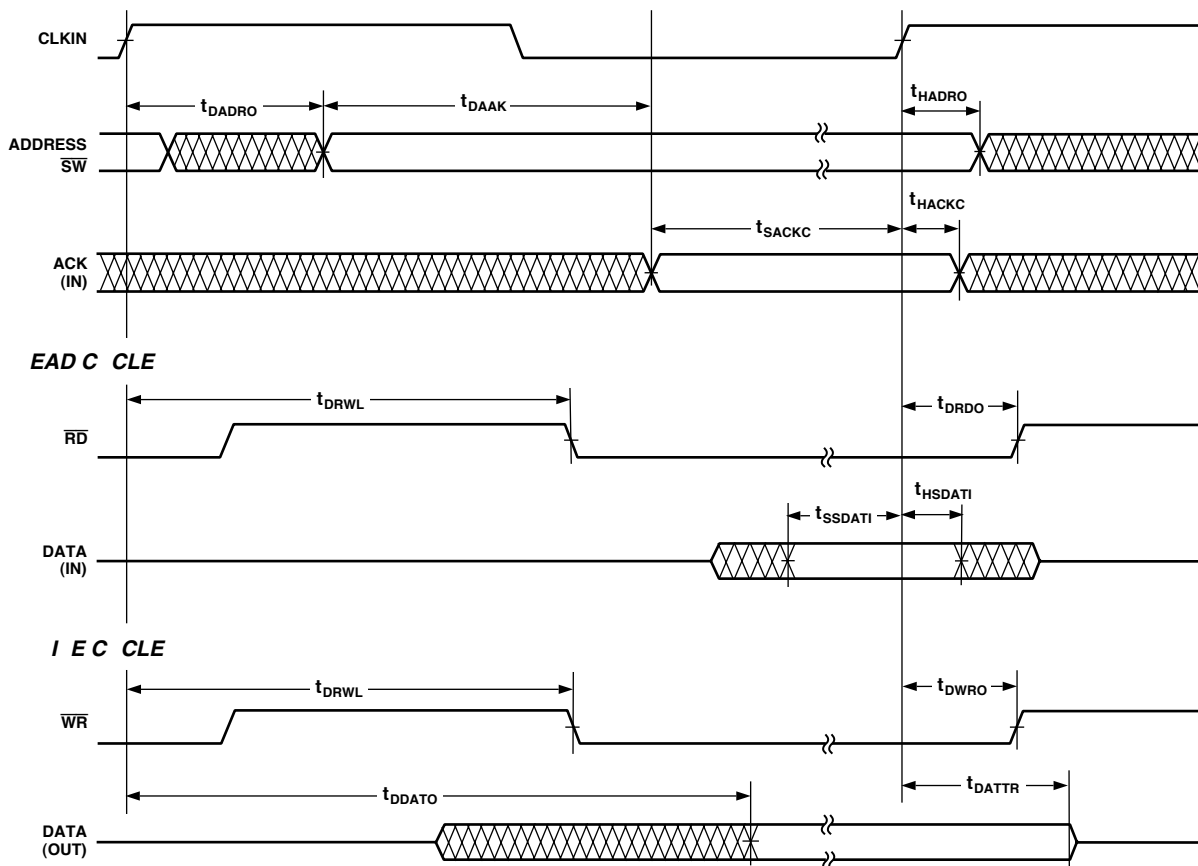 CLKIN
tDADRO
tDAAK
tHADRO
ADDRESS
SW
tHACKC
tSACKC
ACK
(IN)
EAD C CLE
tDRWL
tDRDO
RD
tHSDATI
tSSDATI
DATA
(IN)
I E C CLE
tDRWL
tDWRO
WR
tDATTR
tDDATO
DATA
(OUT)